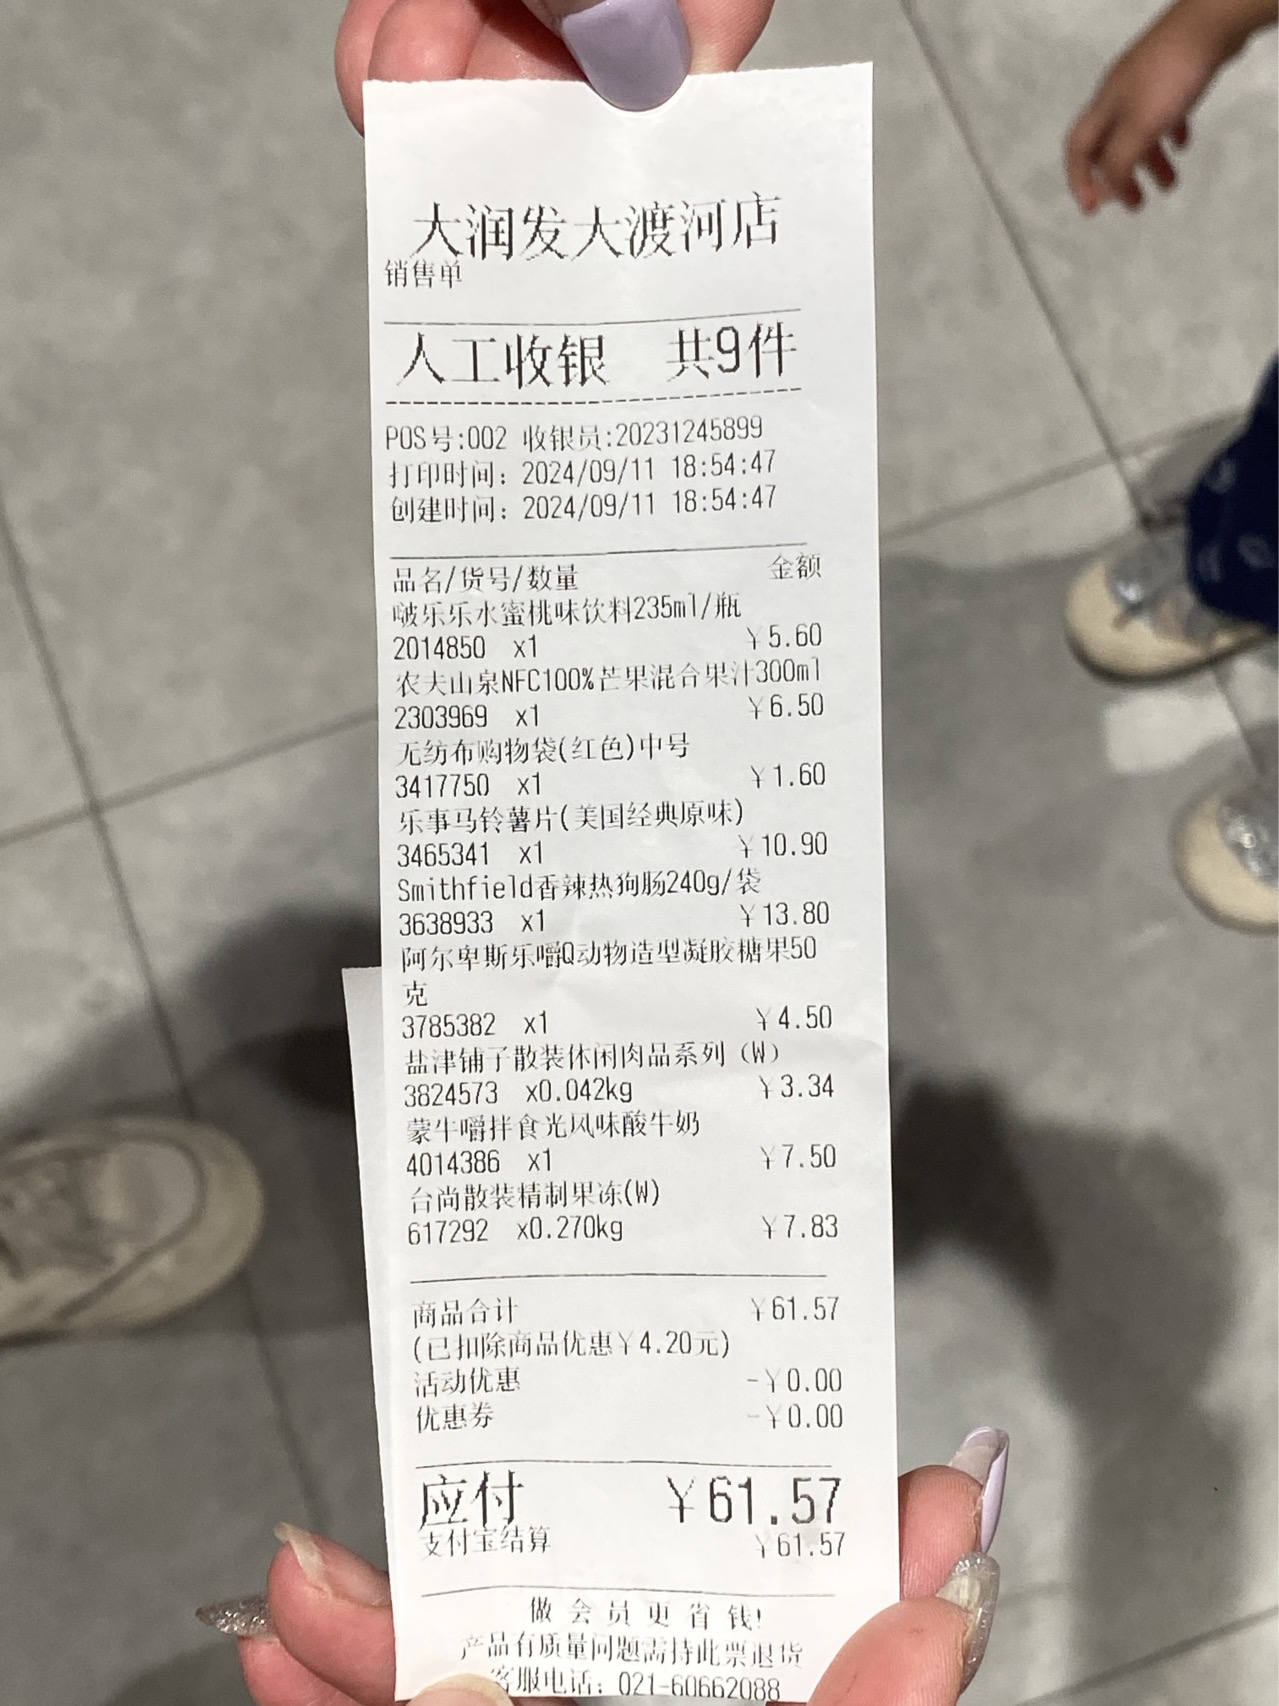 大润发大渡河店
销售单
人工收银 共9件
POS号:002 收银员:20231245899
打印时间: 2024/09/11 18:54:47
创建时间: 2024/09/11 18:54:47
品名/货号/数量 金额
啵乐乐水蜜桃味饮料235ml/瓶
2014850 x1 ￥5.60
农夫山泉NFC100%芒果混合果汁300ml
2303969 x1 ￥6.50
无纺布购物袋(红色)中号
3417750 x1 ￥1.60
乐事马铃薯片(美国经典原味)
3465341 x1 ￥10.90
Smithfield香辣热狗肠240g/袋
3638933 x1 ￥13.80
阿尔卑斯乐嚼Q动物造型凝胶糖果50
克
3785382 x1 ￥4.50
盐津铺子散装休闲肉品系列（W）
3824573 x0.042kg ￥3.34
蒙牛嚼拌食光风味酸牛奶
4014386 x1 ￥7.50
台尚散装精制果冻(W)
617292 x0.270kg ￥7.83
商品合计 ￥61.57
(已扣除商品优惠￥4.20元)
活动优惠 -￥0.00
优惠券 -￥0.00
应付 ￥61.57
支付宝结算 ￥61.57
做会员更省钱!
产品有质量问题需持此票退货
客服电话: 021-60662088